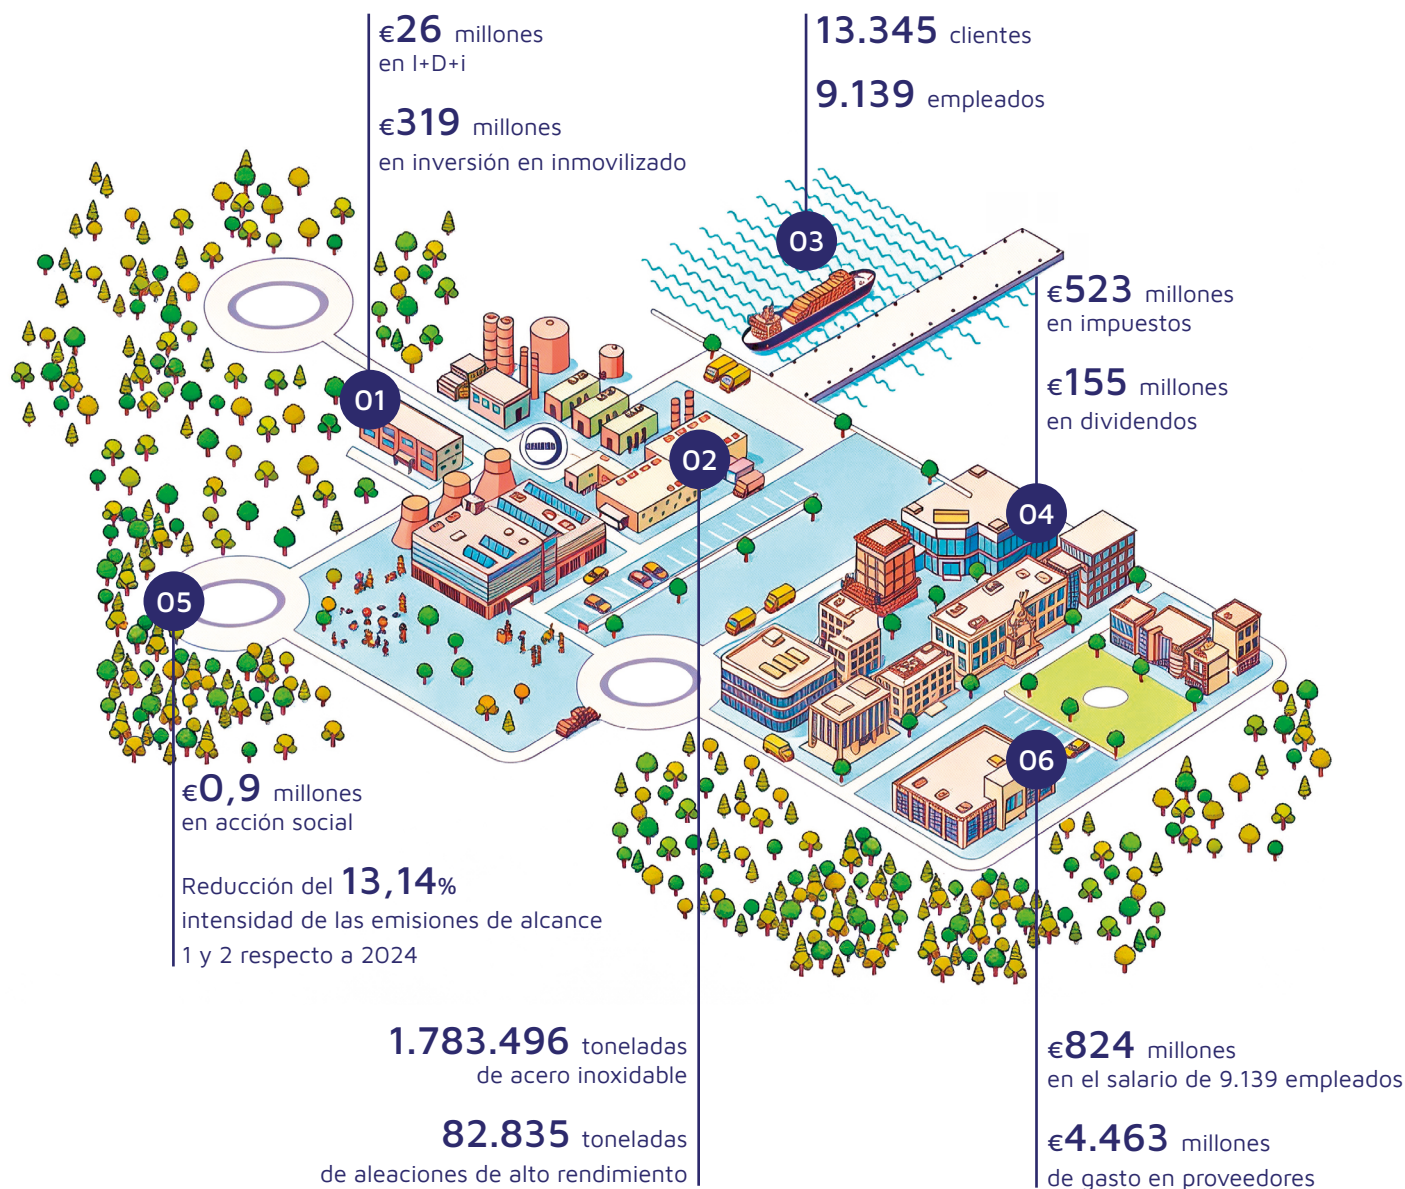 €26 millones
en I+D+i
€319 millones
en inversión en inmovilizado
13.345 clientes
9.139 empleados
03
€523 millones
en impuestos
€155 millones
en dividendos
01
02
04
05
06
€0,9 millones
en acción social
Reducción del 13,14%
intensidad de las emisiones de alcance
1 y 2 respecto a 2024
1.783.496 toneladas
de acero inoxidable
82.835 toneladas
de aleaciones de alto rendimiento
€824 millones
en el salario de 9.139 empleados
€4.463 millones
de gasto en proveedores